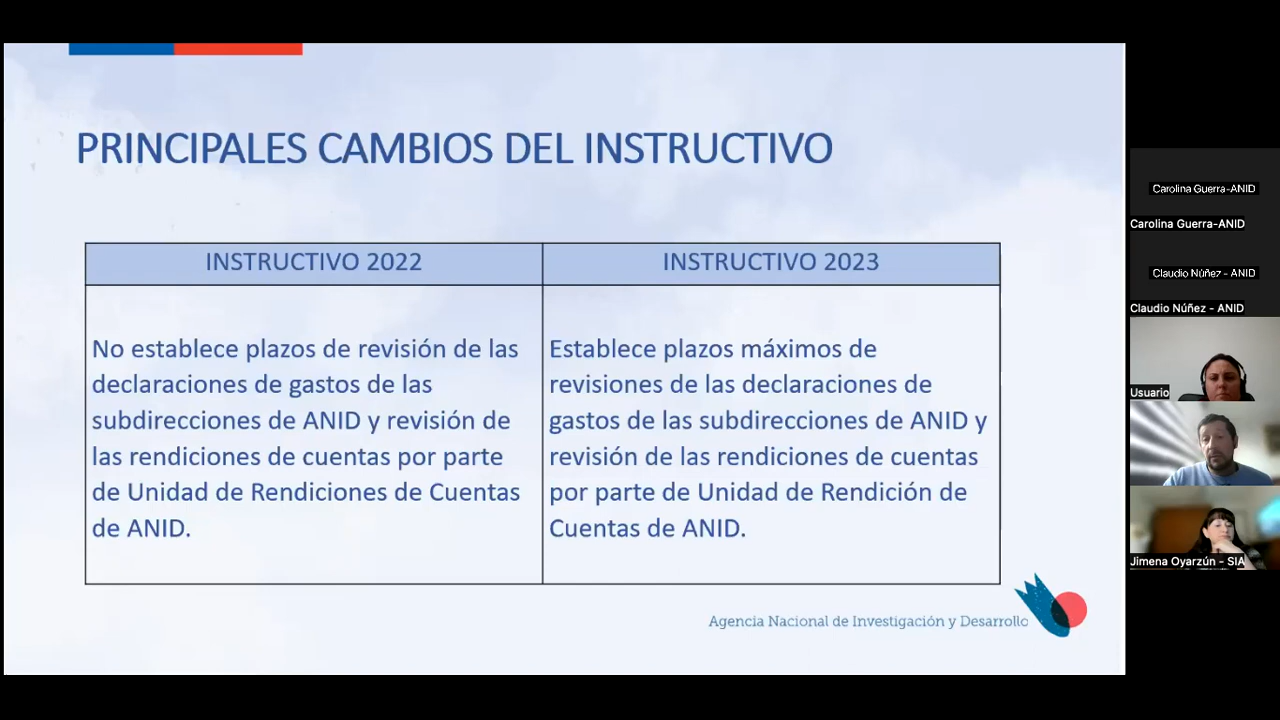 PRINCIPALES CAMBIOS DEL INSTRUCTIVO
INSTRUCTIVO 2022
INSTRUCTIVO 2023
No establece plazos de revisión de las
declaraciones de gastos de las
subdirecciones de ANID y revisión de
las rendiciones de cuentas por parte
de Unidad de Rendiciones de Cuentas
de ANID.
Establece plazos máximos de
revisiones de las declaraciones de
gastos de las subdirecciones de ANID y
revisión de las rendiciones de cuentas
por parte de Unidad de Rendición de
Cuentas de ANID.
Agencia Nacional de Investigación y Desarrollo
Carolina Guerra-ANID
Carolina Guerra-ANID
Claudio Núñez - ANID
Claudio Núñez - ANID
Usuario
Jimena Oyarzún - SIA